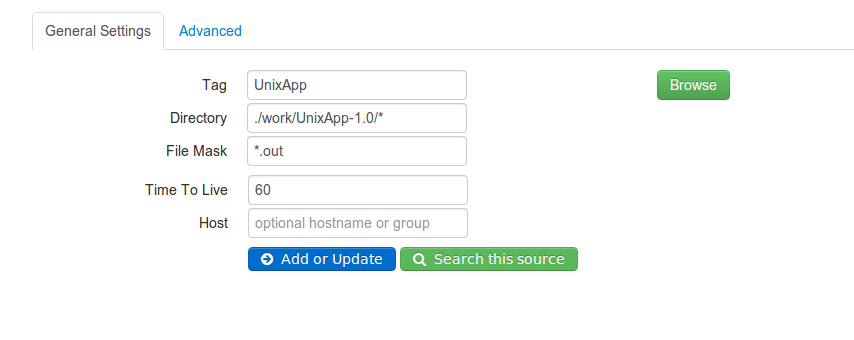 General Settings Advanced
Tag UnixApp Browse
Directory ./work/UnixApp-1.0/*
File Mask *.out
Time To Live 60
Host optional hostname or group
Add or Update Search this source